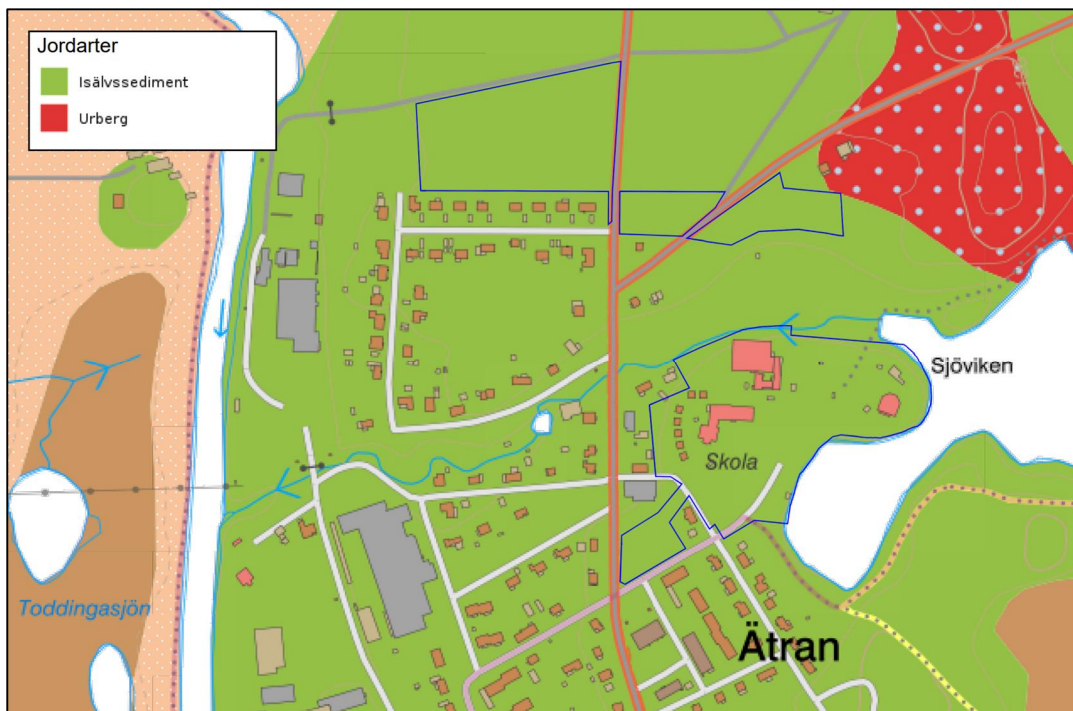 Jordarter
Isälvssediment
Urberg
Sjöviken
Skola
Toddingasjön
Ätran